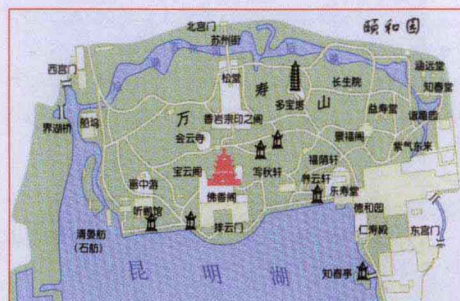 颐和园
北宫门
苏州街
西宫门
松堂
涵远堂
知春堂
万寿山
多宝塔
长生院
益寿堂
谐趣园
界湖桥
船坞
香岩宗印之阁
会云寺
景福阁
紫气东来
宝云阁
写秋轩
福荫轩
养云轩
画中游
佛香阁
乐寿堂
德和园
听鹂馆
排云门
仁寿殿
东宫门
清晏舫
(石舫)
昆明湖
知春亭